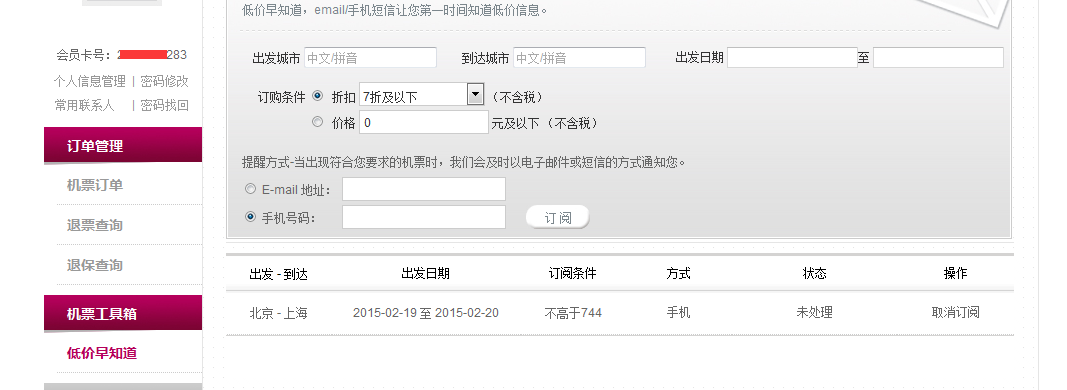 低价早知道，email/手机短信让您第一时间知道低价信息。
会员卡号：2 283
个人信息管理 | 密码修改
常用联系人 | 密码找回
订单管理
机票订单
退票查询
退保查询
机票工具箱
低价早知道
出发城市 中文/拼音 到达城市 中文/拼音 出发日期 至
订购条件 折扣 7折及以下 （不含税）
价格 0 元及以下 （不含税）
提醒方式-当出现符合您要求的机票时，我们会及时以电子邮件或短信的方式通知您。
E-mail 地址：
手机号码： 订 阅
出发 - 到达 出发日期 订阅条件 方式 状态 操作
北京 - 上海 2015-02-19 至 2015-02-20 不高于744 手机 未处理 取消订阅